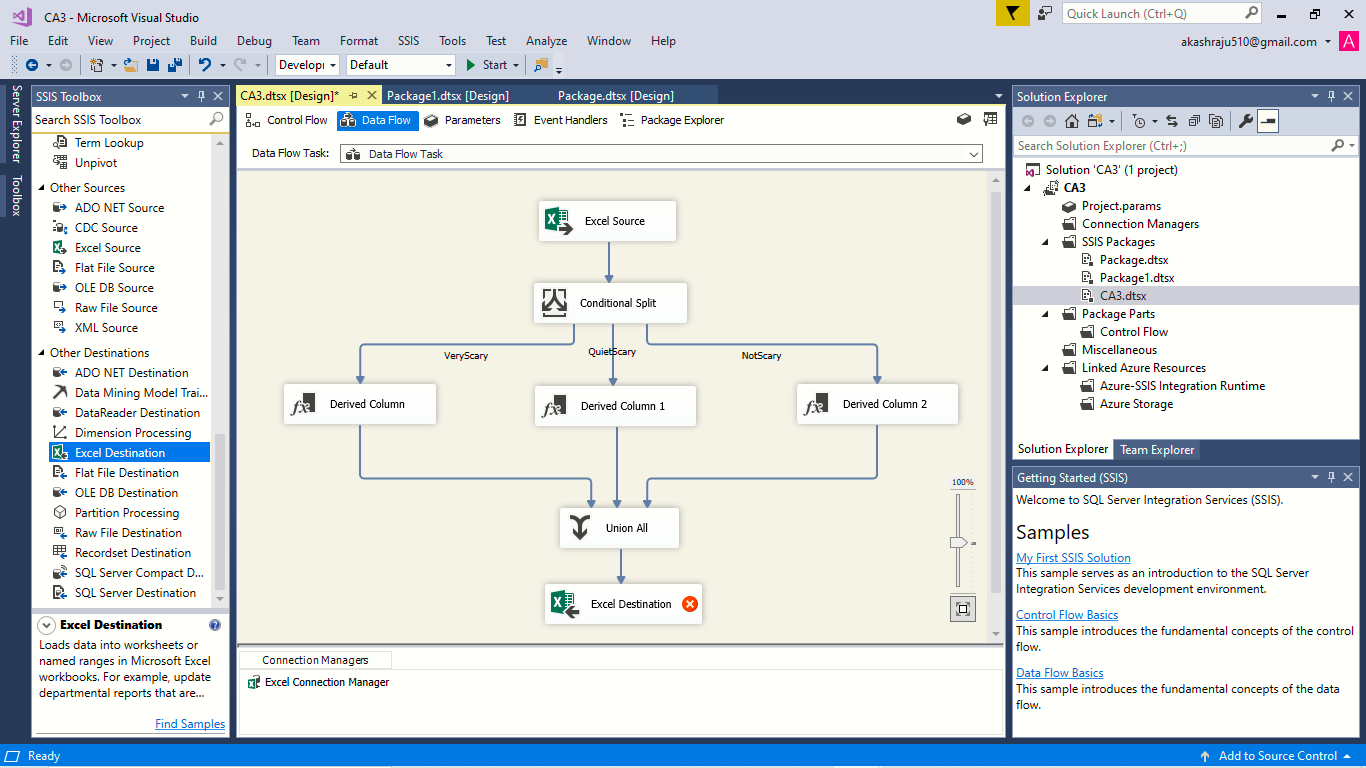 CA3 - Microsoft Visual Studio
Quick Launch (Ctrl+Q)
File Edit View Project Build Debug Team Format SSIS Tools Test Analyze Window Help
akashraju510@gmail.com
A
Developı Default Start
Server Explorer
Toolbox
SSIS Toolbox
Search SSIS Toolbox
Term Lookup
Unpivot
Other Sources
ADO NET Source
CDC Source
Excel Source
Flat File Source
OLE DB Source
Raw File Source
XML Source
Other Destinations
ADO NET Destination
Data Mining Model Trai...
DataReader Destination
Dimension Processing
Excel Destination
Flat File Destination
OLE DB Destination
Partition Processing
Raw File Destination
Recordset Destination
SQL Server Compact D...
SQL Server Destination
Excel Destination
Loads data into worksheets or
named ranges in Microsoft Excel
workbooks. For example, update
departmental reports that are...
Find Samples
CA3.dtsx [Design]* Package1.dtsx [Design] Package.dtsx [Design]
Control Flow Data Flow Parameters Event Handlers Package Explorer
Data Flow Task: Data Flow Task
Excel Source
Conditional Split
VeryScary QuietScary NotScary
Derived Column Derived Column 1 Derived Column 2
100%
Union All
Excel Destination
Connection Managers
Excel Connection Manager
Solution Explorer
Search Solution Explorer (Ctrl+;)
Solution 'CA3' (1 project)
CA3
Project.params
Connection Managers
SSIS Packages
Package.dtsx
Package1.dtsx
CA3.dtsx
Package Parts
Control Flow
Miscellaneous
Linked Azure Resources
Azure-SSIS Integration Runtime
Azure Storage
Solution Explorer Team Explorer
Getting Started (SSIS)
Welcome to SQL Server Integration Services (SSIS).
Samples
My First SSIS Solution
This sample serves as an introduction to the SQL Server
Integration Services development environment.
Control Flow Basics
This sample introduces the fundamental concepts of the control
flow.
Data Flow Basics
This sample introduces the fundamental concepts of the data
flow.
Ready
Add to Source Control